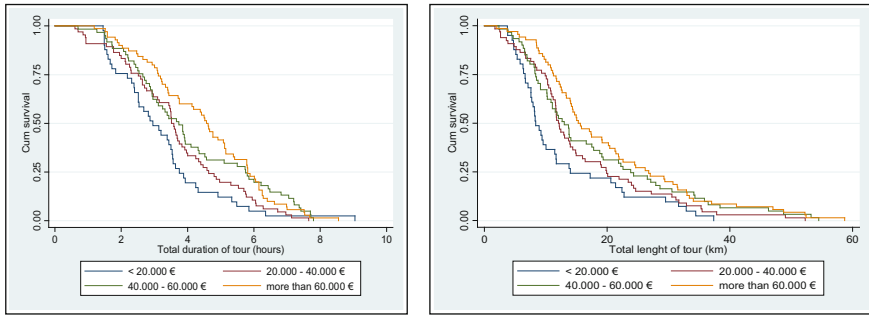 Cum survival
1.00
0.75
0.50
0.25
0.00
0 2 4 6 8 10
Total duration of tour (hours)
< 20.000 € 20.000 - 40.000 €
40.000 - 60.000 € more than 60.000 €
Cum survival
1.00
0.75
0.50
0.25
0.00
0 20 40 60
Total lenght of tour (km)
< 20.000 € 20.000 - 40.000 €
40.000 - 60.000 € more than 60.000 €